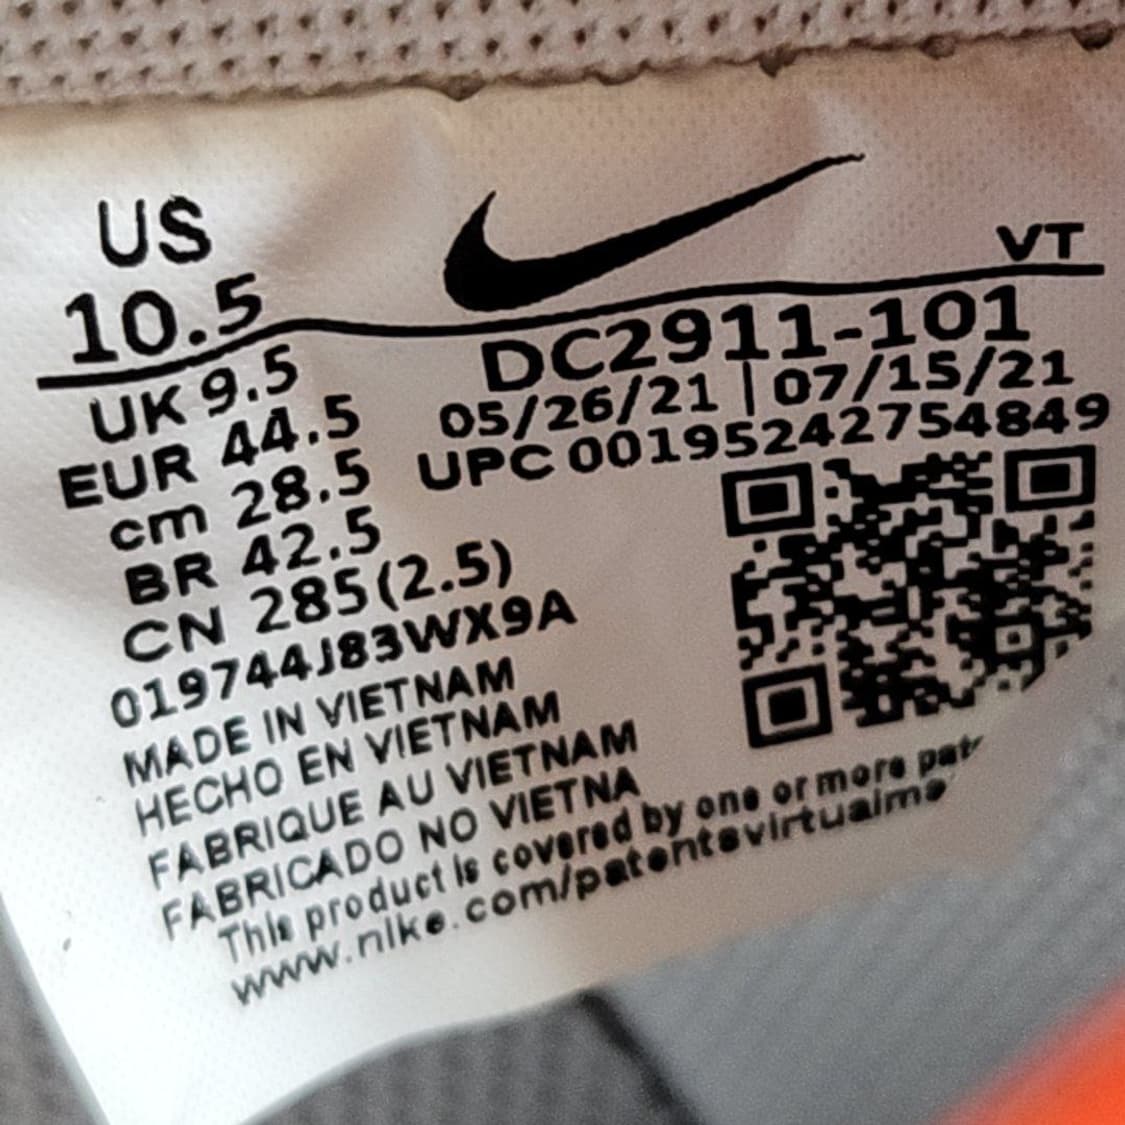 US
10.5
VT
UK 9.5
EUR 44.5
cm 28.5
BR 42.5
CN 285(2.5)
019744J83WX9A
DC2911-101
05/26/21 | 07/15/21
UPC 00195242754849
MADE IN VIETNAM
HECHO EN VIETNAM
FABRIQUE AU VIETNAM
FABRICADO NO VIETNA
This product is covered by one or more
www.nike.com/patentsvirtualma